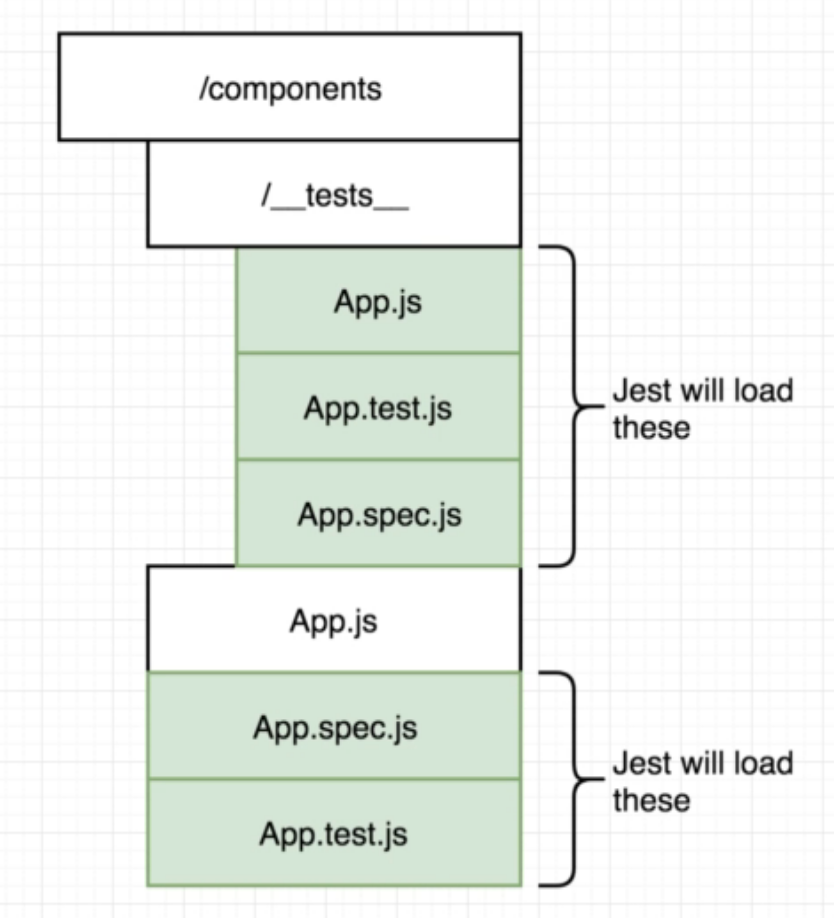 /components
/__tests__
App.js
App.test.js
App.spec.js
Jest will load
these
App.js
App.spec.js
App.test.js
Jest will load
these